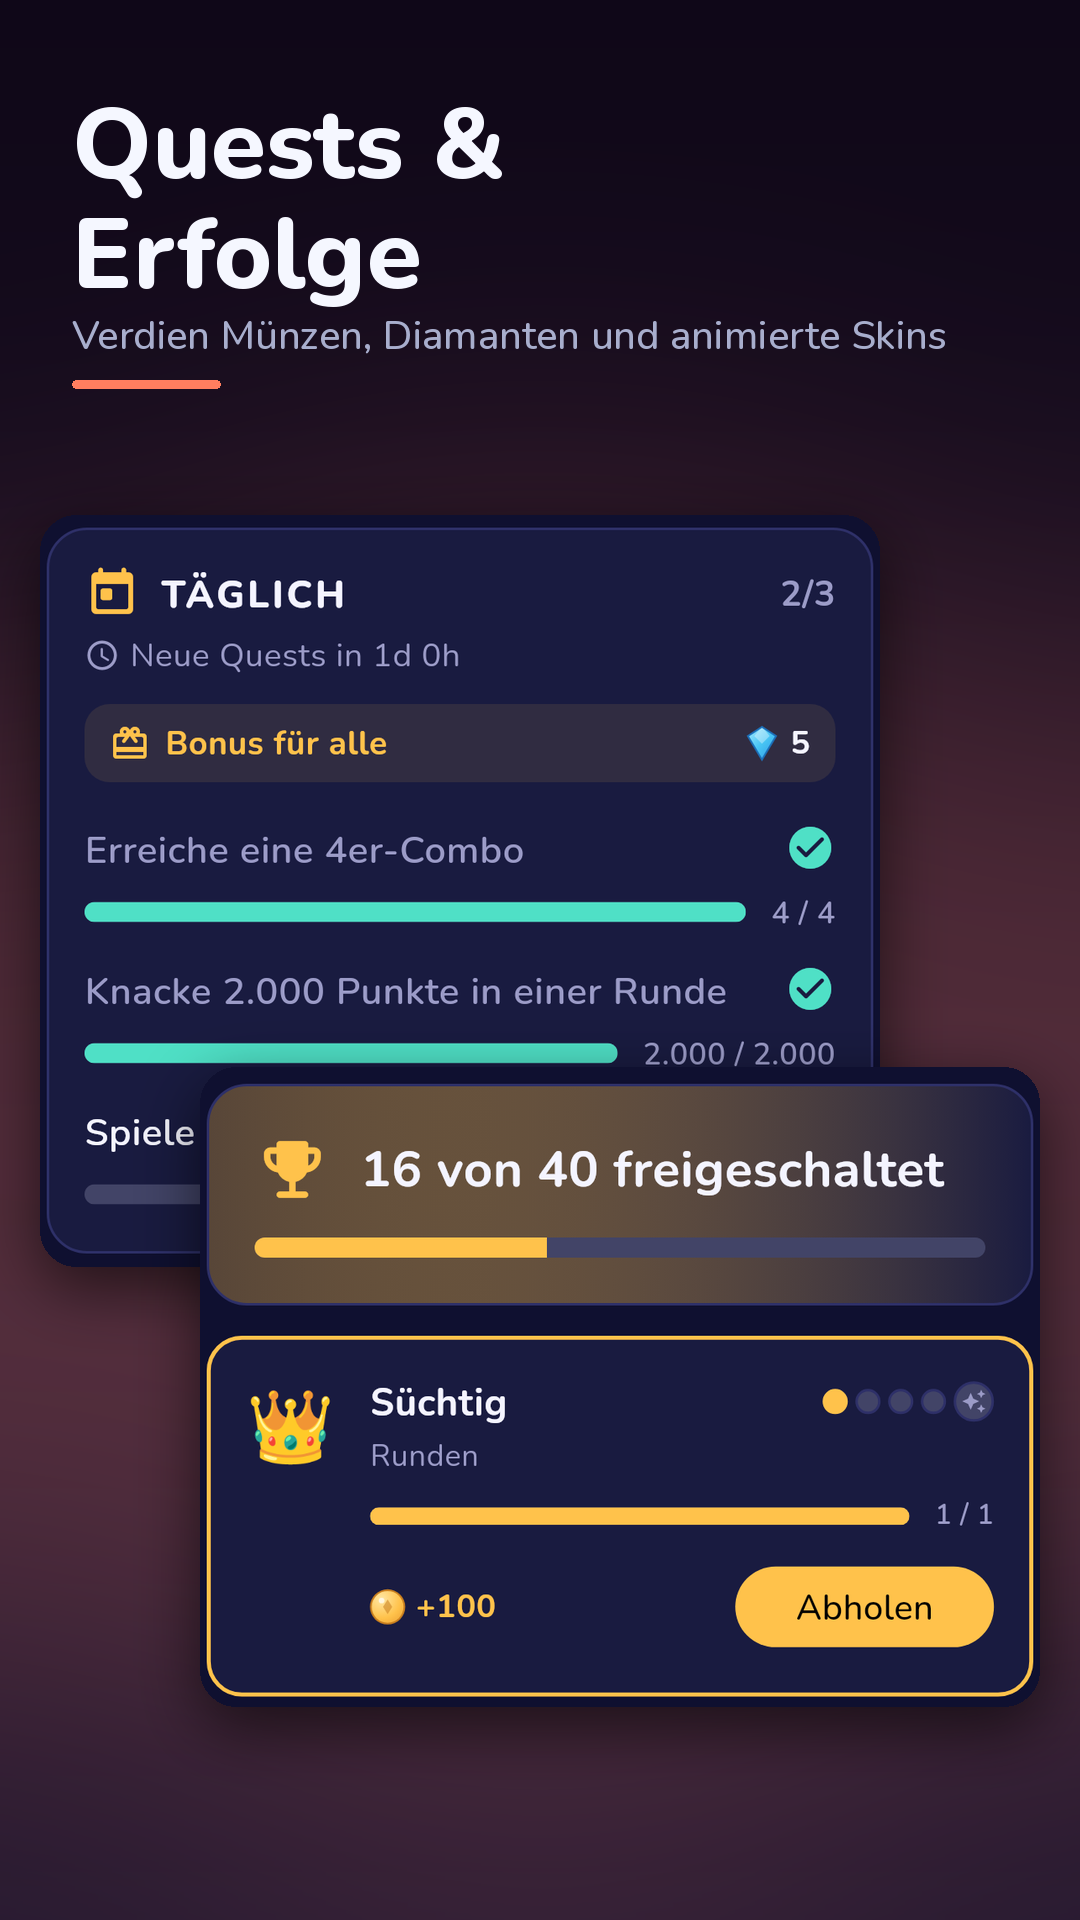 Quests &
Erfolge
Verdien Münzen, Diamanten und animierte Skins
TÄGLICH
2/3
Neue Quests in 1d 0h
Bonus für alle
5
Erreiche eine 4er-Combo
4 / 4
Knacke 2.000 Punkte in einer Runde
2.000 / 2.000
Spiele
16 von 40 freigeschaltet
Süchtig
Runden
1 / 1
+100
Abholen